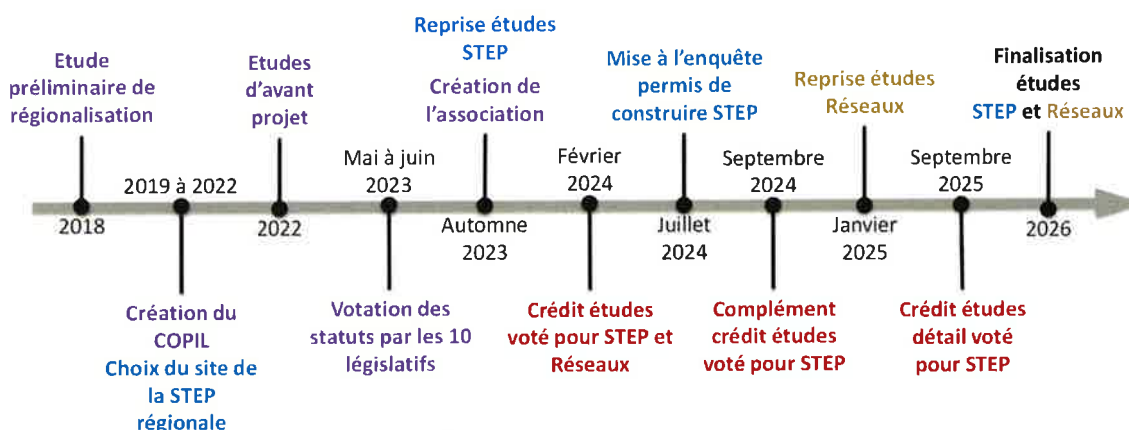 Etude
préliminaire de
régionalisation
2018
2019 à 2022
Création du
COPIL
Choix du site de
la STEP
régionale
Etudes
d'avant
projet
2022
Mai à juin
2023
Votation des
statuts par les 10
législatifs
Reprise études
STEP
Création de
l'association
Automne
2023
Février
2024
Crédit études
voté pour STEP et
Réseaux
Mise à l'enquête
permis de
construire STEP
Juillet
2024
Septembre
2024
Complément
crédit études
voté pour STEP
Reprise études
Réseaux
Janvier
2025
Septembre
2025
Crédit études
détail voté
pour STEP
Finalisation
études
STEP et Réseaux
2026